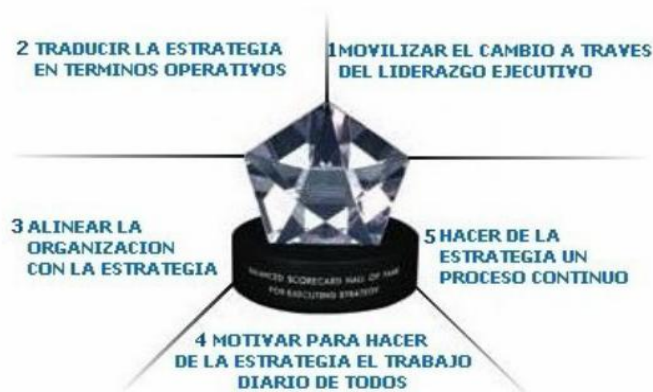 2 TRADUCIR LA ESTRATEGIA
EN TERMINOS OPERATIVOS
1 MOVILIZAR EL CAMBIO A TRAVES
DEL LIDERAZGO EJECUTIVO
3 ALINEAR LA
ORGANIZACION
CON LA ESTRATEGIA
5 HACER DE LA
ESTRATEGIA UN
PROCESO CONTINUO
BALANCED SCORECARD HALL OF FAME
FOR EXECUTING STRATEGY
4 MOTIVAR PARA HACER
DE LA ESTRATEGIA EL TRABAJO
DIARIO DE TODOS